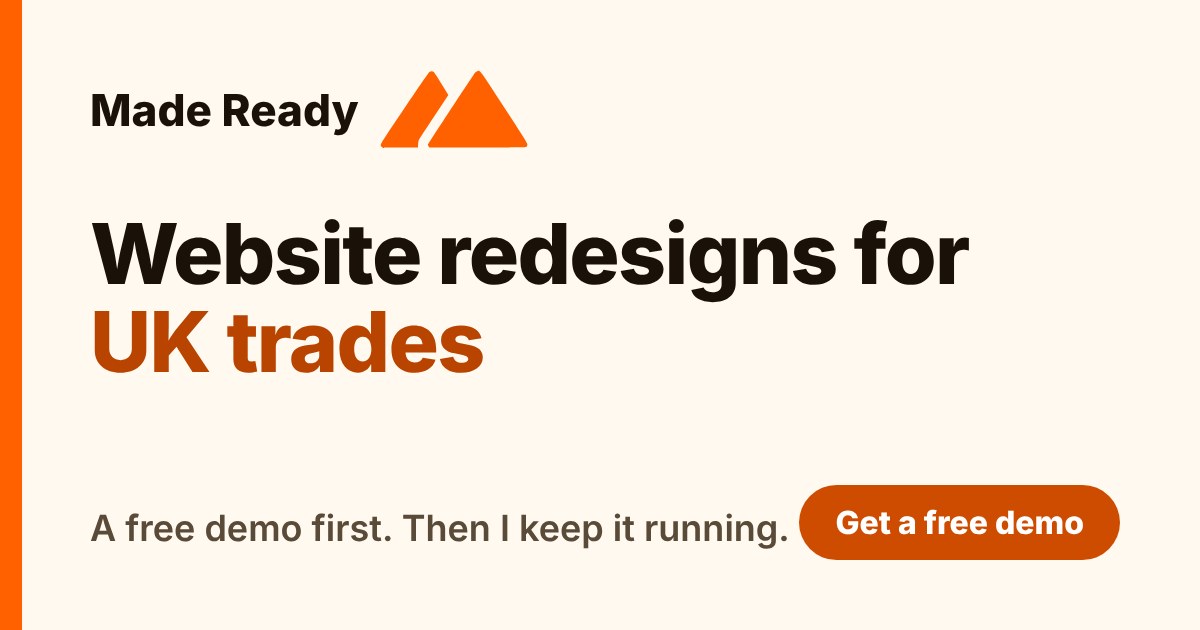 Made Ready
Website redesigns for
UK trades
A free demo first. Then I keep it running.
Get a free demo